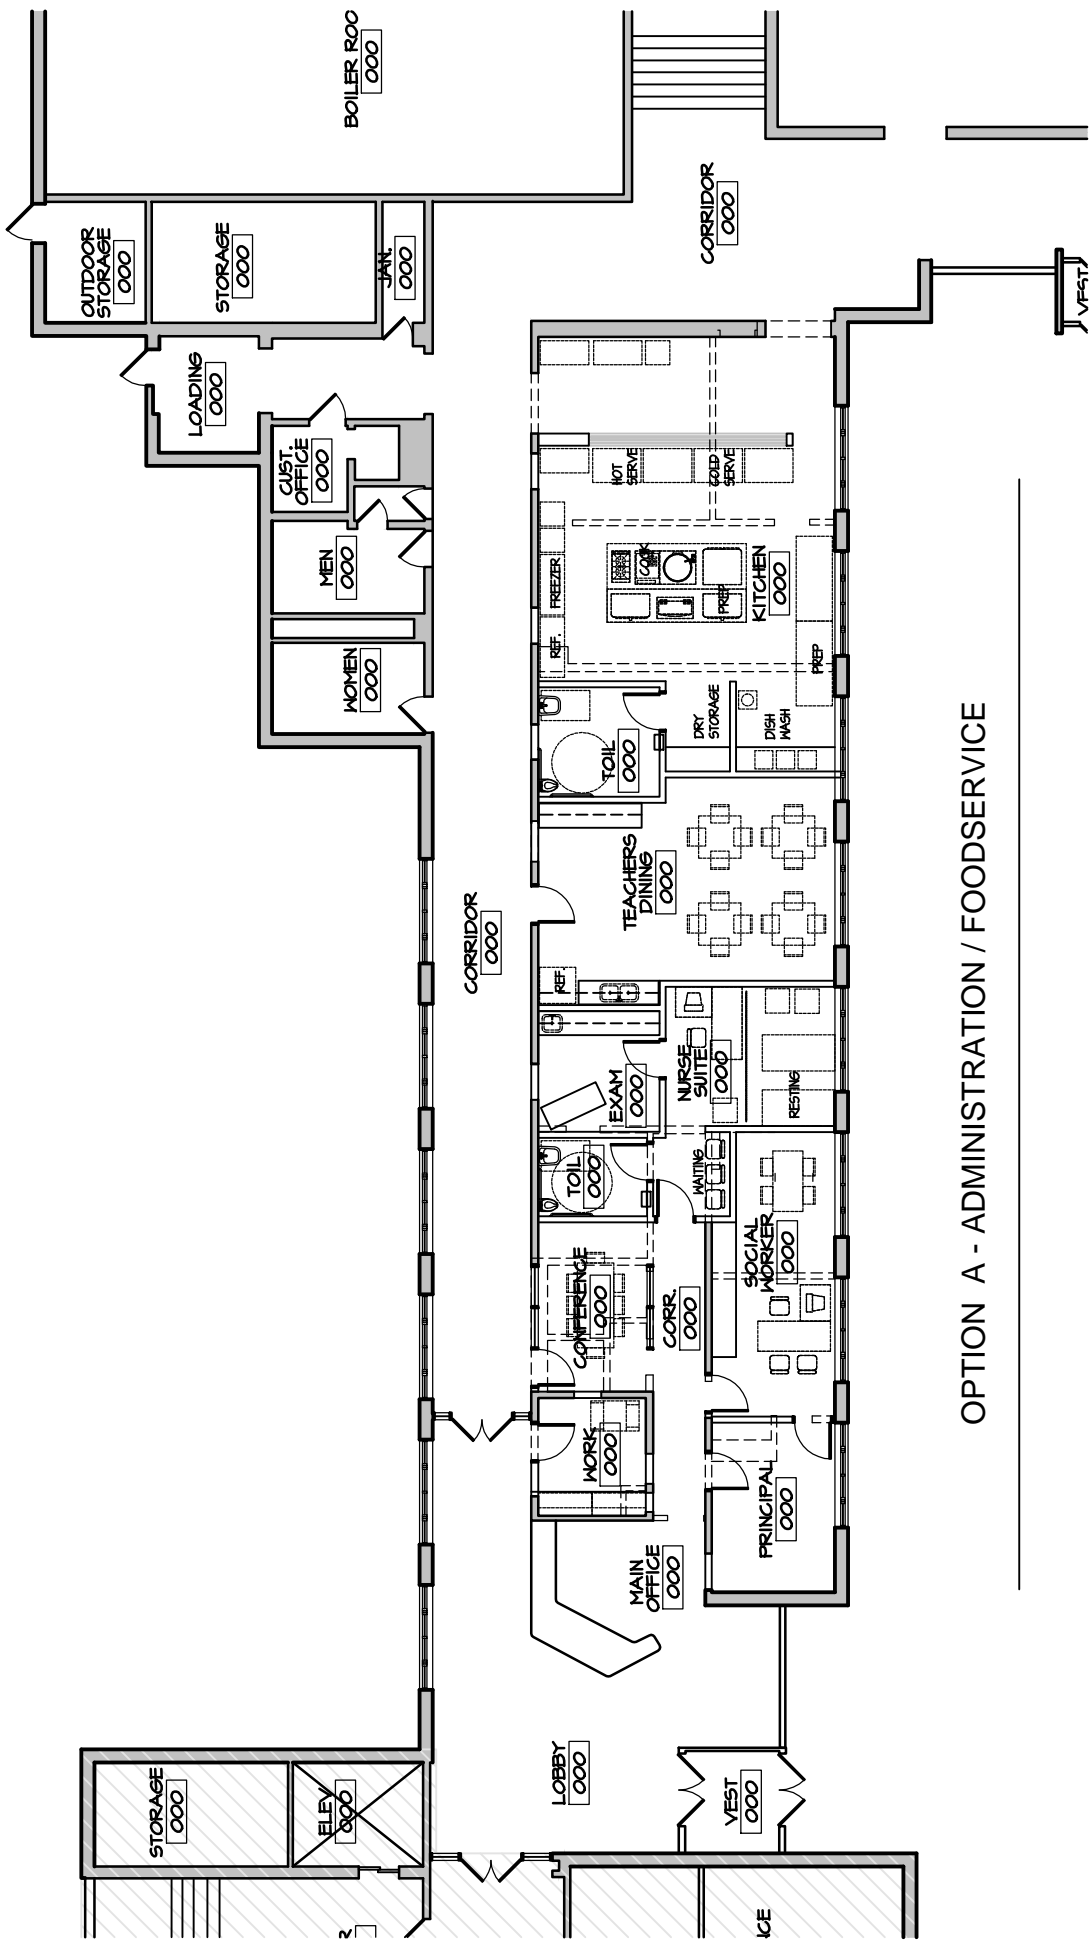 STORAGE
000
ELEV
000
OUTDOOR
STORAGE
000
STORAGE
000
JAN.
000
LOADING
000
BOILER ROO
000
CUST.
OFFICE
000
MEN
000
WOMEN
000
CORRIDOR
000
CORRIDOR
000
LOBBY
000
VEST
000
MAIN
OFFICE
000
WORK
000
CONFERENCE
000
TOIL
000
EXAM
000
CORR.
000
WAITING
NURSE
SUITE
000
RESTING
PRINCIPAL
000
SOCIAL
WORKER
000
REF.
TEACHERS
DINING
000
TOIL
000
DRY
STORAGE
DISH
WASH
REF.
FREEZER
COOK
PREP
KITCHEN
000
PREP
HOT
SERVE
COLD
SERVE
VEST
R
CE
OPTION A - ADMINISTRATION / FOODSERVICE